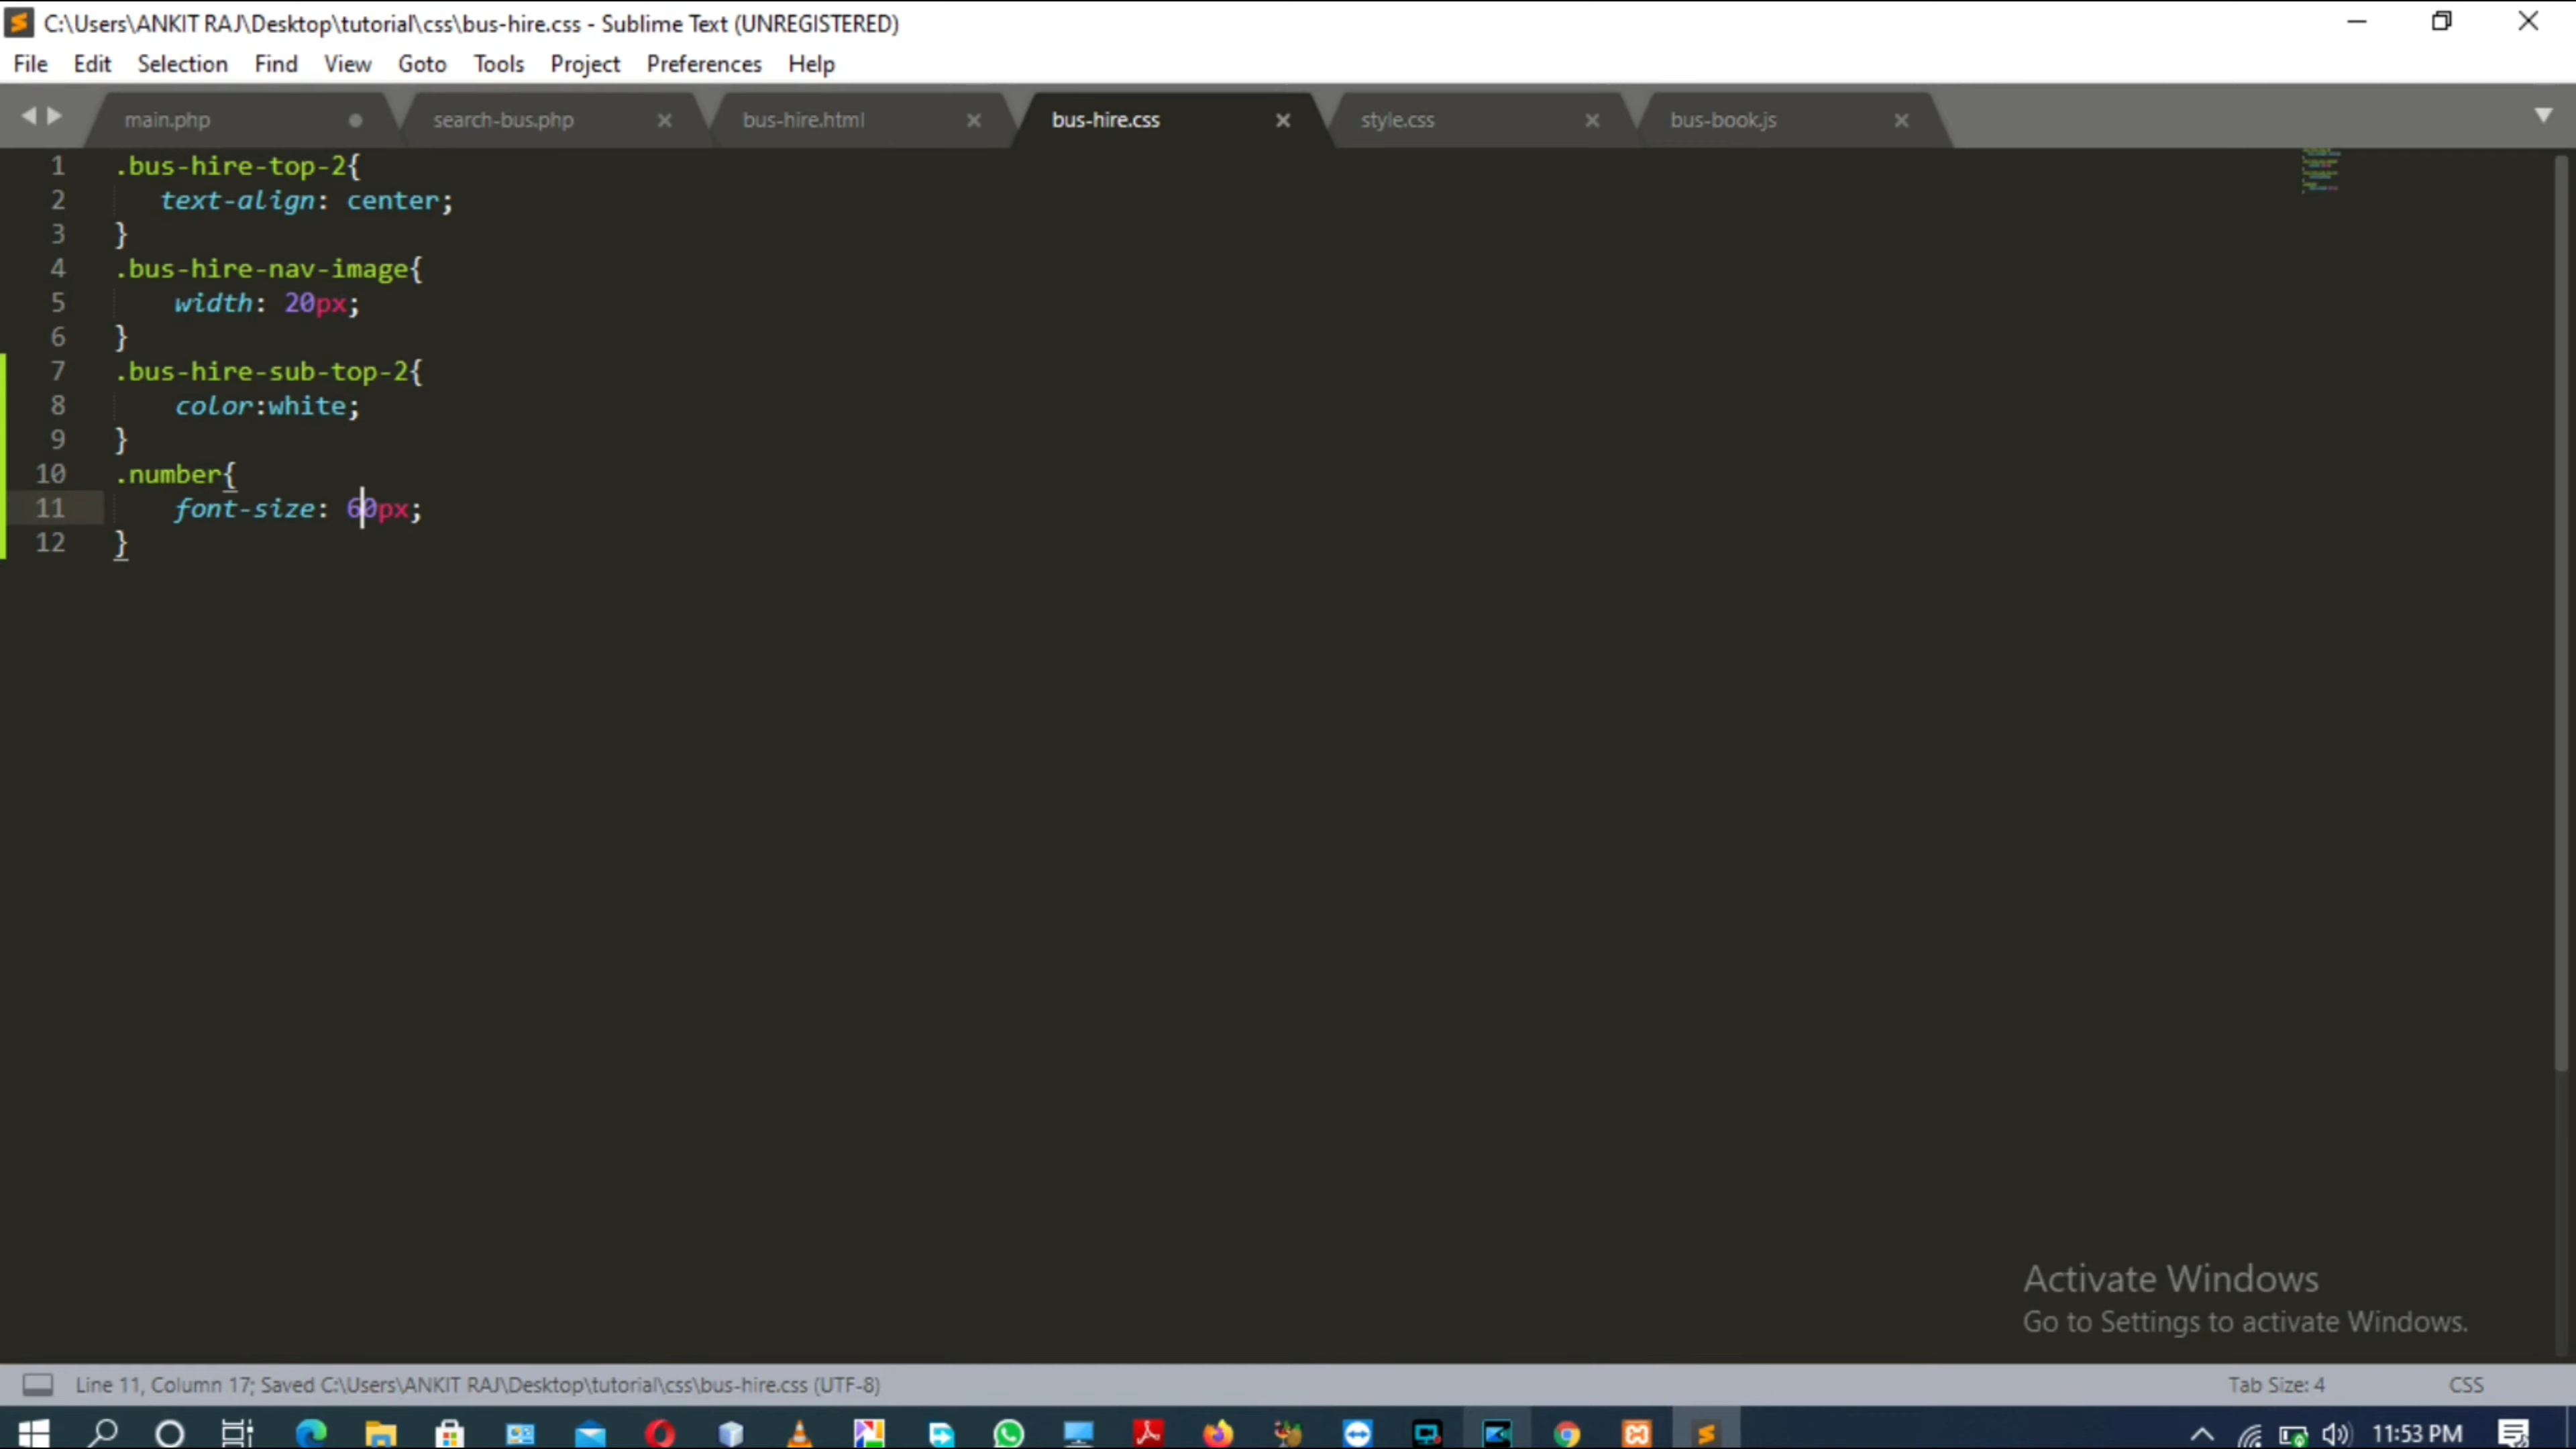 C:\Users\ANKIT RAJ\Desktop\tutorial\css\bus-hire.css - Sublime Text (UNREGISTERED)
File Edit Selection Find View Goto Tools Project Preferences Help
main.php search-bus.php bus-hire.html bus-hire.css style.css bus-book.js
1 .bus-hire-top-2{
2 text-align: center;
3 }
4 .bus-hire-nav-image{
5 width: 20px;
6 }
7 .bus-hire-sub-top-2{
8 color:white;
9 }
10 .number{
11 font-size: 60px;
12 }
Activate Windows
Go to Settings to activate Windows.
Line 11, Column 17; Saved C:\Users\ANKIT RAJ\Desktop\tutorial\css\bus-hire.css (UTF-8) Tab Size: 4 CSS
11:53 PM